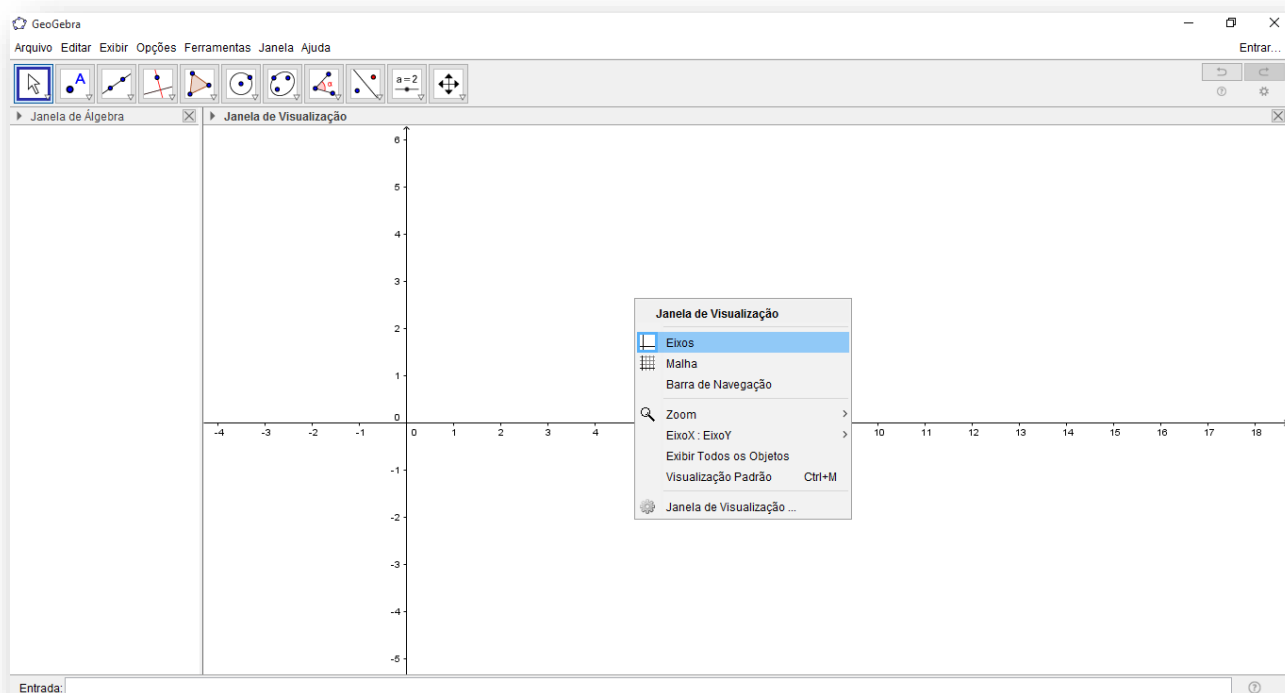 GeoGebra
Arquivo Editar Exibir Opções Ferramentas Janela Ajuda
Entrar...
A
α
a=2
Janela de Álgebra
Janela de Visualização
6
5
4
3
2
1
0
-1
-2
-3
-4
-5
-4 -3 -2 -1 0 1 2 3 4 10 11 12 13 14 15 16 17 18
Janela de Visualização
Eixos
Malha
Barra de Navegação
Zoom
EixoX : EixoY
Exibir Todos os Objetos
Visualização Padrão Ctrl+M
Janela de Visualização ...
Entrada: